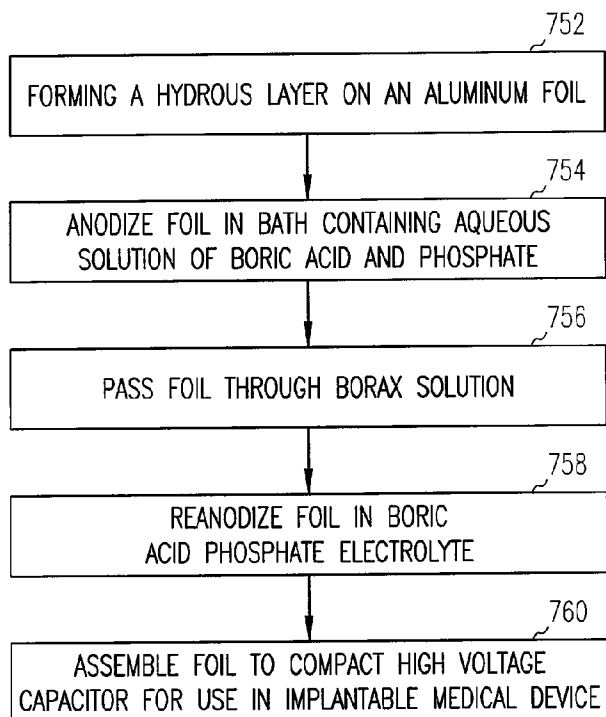 752
FORMING A HYDROUS LAYER ON AN ALUMINUM FOIL
754
ANODIZE FOIL IN BATH CONTAINING AQUEOUS
SOLUTION OF BORIC ACID AND PHOSPHATE
756
PASS FOIL THROUGH BORAX SOLUTION
758
REANODIZE FOIL IN BORIC
ACID PHOSPHATE ELECTROLYTE
760
ASSEMBLE FOIL TO COMPACT HIGH VOLTAGE
CAPACITOR FOR USE IN IMPLANTABLE MEDICAL DEVICE